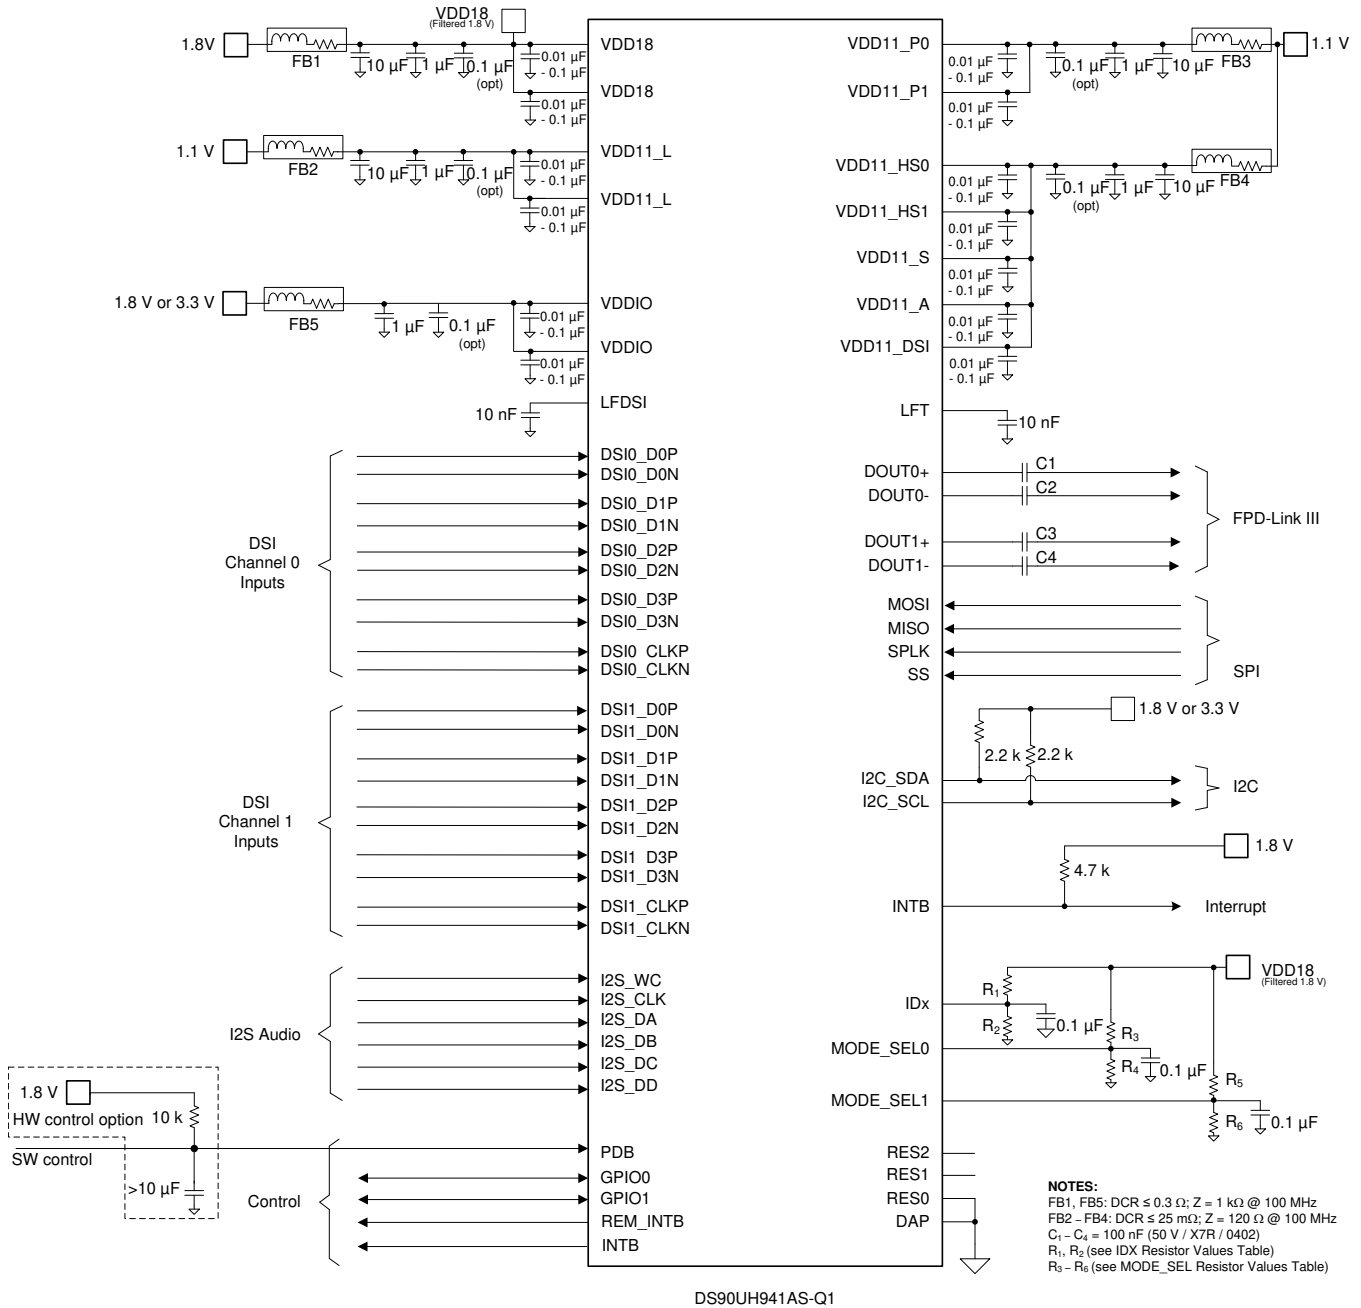 VDD18
(Filtered 1.8 V)
1.8V
FB1
10 µF
1 µF
0.1 µF
(opt)
0.01 µF
- 0.1 µF
0.01 µF
- 0.1 µF
VDD18
VDD18
1.1 V
FB2
10 µF
1 µF
0.1 µF
(opt)
0.01 µF
- 0.1 µF
0.01 µF
- 0.1 µF
VDD11_L
VDD11_L
1.8 V or 3.3 V
FB5
1 µF
0.1 µF
(opt)
0.01 µF
- 0.1 µF
0.01 µF
- 0.1 µF
VDDIO
VDDIO
10 nF
LFDSI
DSI
Channel 0
Inputs
DSI0_D0P
DSI0_D0N
DSI0_D1P
DSI0_D1N
DSI0_D2P
DSI0_D2N
DSI0_D3P
DSI0_D3N
DSI0_CLKP
DSI0_CLKN
DSI
Channel 1
Inputs
DSI1_D0P
DSI1_D0N
DSI1_D1P
DSI1_D1N
DSI1_D2P
DSI1_D2N
DSI1_D3P
DSI1_D3N
DSI1_CLKP
DSI1_CLKN
I2S Audio
I2S_WC
I2S_CLK
I2S_DA
I2S_DB
I2S_DC
I2S_DD
1.8 V
HW control option
10 k
SW control
>10 µF
Control
PDB
GPIO0
GPIO1
REM_INTB
INTB
VDD11_P0
VDD11_P1
0.01 µF
- 0.1 µF
0.01 µF
- 0.1 µF
0.1 µF
(opt)
1 µF
10 µF
FB3
1.1 V
VDD11_HS0
VDD11_HS1
VDD11_S
VDD11_A
VDD11_DSI
0.01 µF
- 0.1 µF
0.01 µF
- 0.1 µF
0.01 µF
- 0.1 µF
0.01 µF
- 0.1 µF
0.01 µF
- 0.1 µF
0.1 µF
(opt)
1 µF
10 µF
FB4
LFT
10 nF
DOUT0+
C1
DOUT0-
C2
DOUT1+
C3
DOUT1-
C4
FPD-Link III
MOSI
MISO
SPLK
SS
SPI
1.8 V or 3.3 V
2.2 k
2.2 k
I2C_SDA
I2C_SCL
I2C
1.8 V
4.7 k
INTB
Interrupt
VDD18
(Filtered 1.8 V)
IDx
R1
R2
0.1 µF
MODE_SEL0
R3
R4
0.1 µF
MODE_SEL1
R5
R6
0.1 µF
RES2
RES1
RES0
DAP
NOTES:
FB1, FB5: DCR ≤ 0.3 Ω; Z = 1 kΩ @ 100 MHz
FB2 – FB4: DCR ≤ 25 mΩ; Z = 120 Ω @ 100 MHz
C1 – C4 = 100 nF (50 V / X7R / 0402)
R1, R2 (see IDX Resistor Values Table)
R3 – R6 (see MODE_SEL Resistor Values Table)
DS90UH941AS-Q1